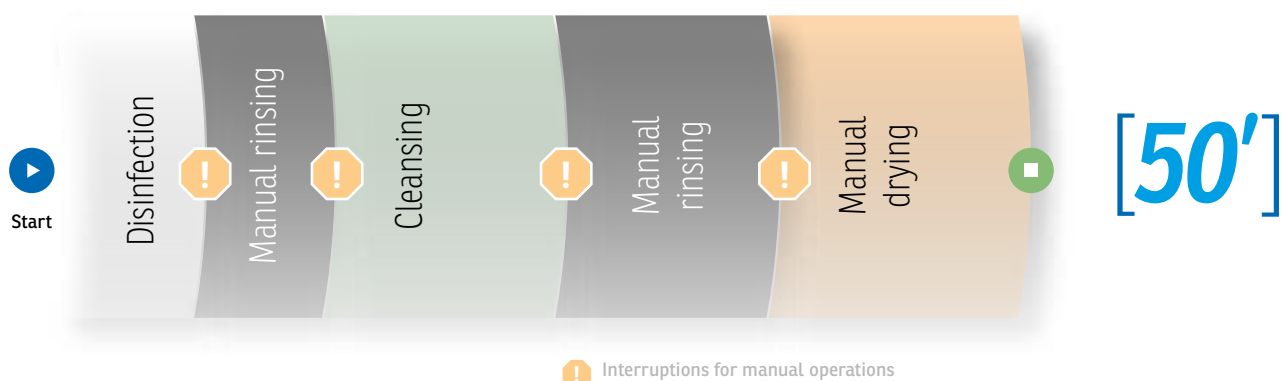 Start
Disinfection
Manual rinsing
Cleansing
Manual
rinsing
Manual
drying
[50′]
Interruptions for manual operations